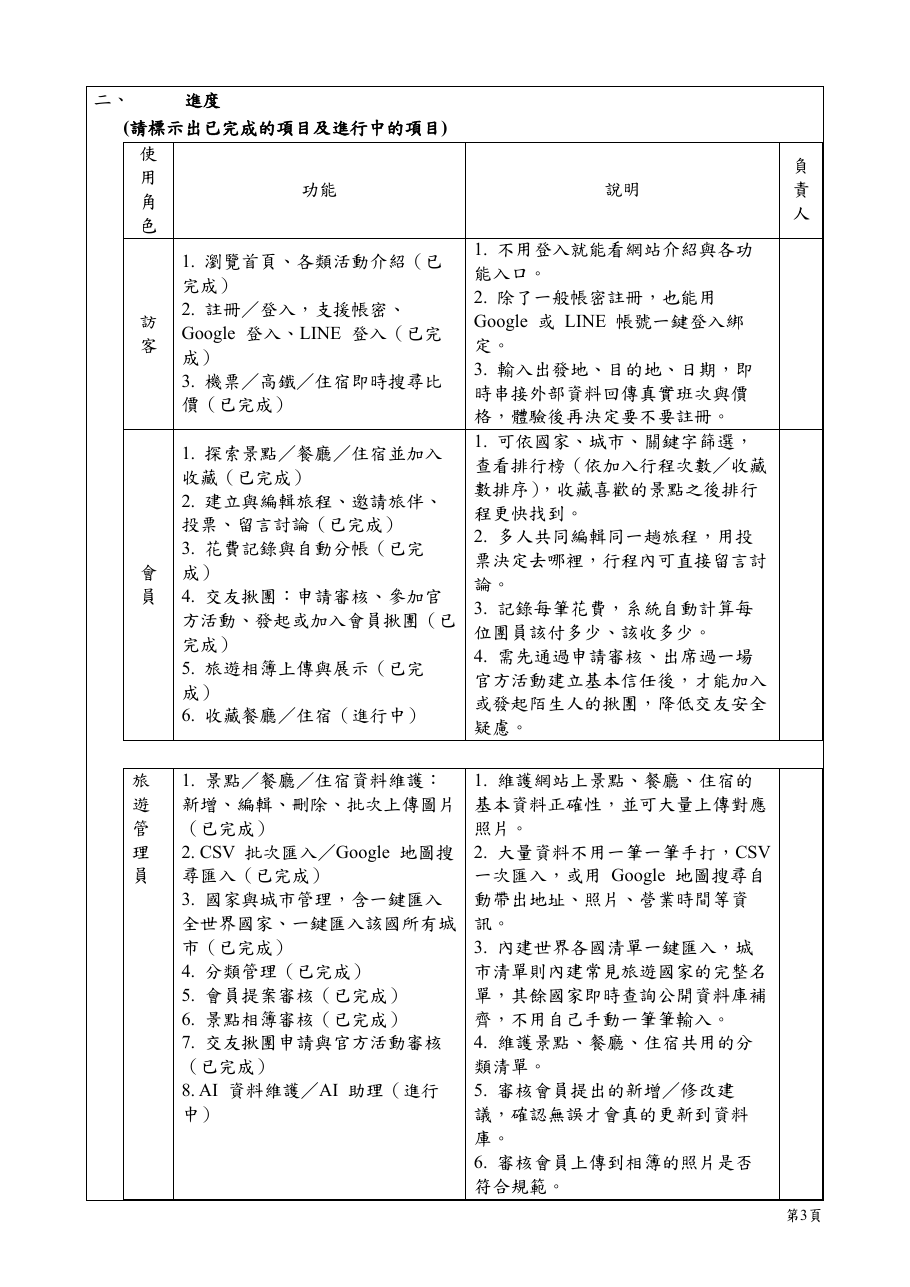 二、 進度
(請標示出已完成的項目及進行中的項目)
使用角色
功能
說明
負責人
訪客
1. 瀏覽首頁、各類活動介紹（已
完成）
2. 註冊／登入，支援帳密、
Google 登入、LINE 登入（已完
成）
3. 機票／高鐵／住宿即時搜尋比
價（已完成）
1. 不用登入就能看網站介紹與各功
能入口。
2. 除了一般帳密註冊，也能用
Google 或 LINE 帳號一鍵登入綁
定。
3. 輸入出發地、目的地、日期，即
時串接外部資料回傳真實班次與價
格，體驗後再決定要不要註冊。
會員
1. 探索景點／餐廳／住宿並加入
收藏（已完成）
2. 建立與編輯旅程、邀請旅伴、
投票、留言討論（已完成）
3. 花費記錄與自動分帳（已完
成）
4. 交友揪團：申請審核、參加官
方活動、發起或加入會員揪團（已
完成）
5. 旅遊相簿上傳與展示（已完
成）
6. 收藏餐廳／住宿（進行中）
1. 可依國家、城市、關鍵字篩選，
查看排行榜（依加入行程次數／收藏
數排序），收藏喜歡的景點之後排行
程更快找到。
2. 多人共同編輯同一趟旅程，用投
票決定去哪裡，行程內可直接留言討
論。
3. 記錄每筆花費，系統自動計算每
位團員該付多少、該收多少。
4. 需先通過申請審核、出席過一場
官方活動建立基本信任後，才能加入
或發起陌生人的揪團，降低交友安全
疑慮。
旅遊管理員
1. 景點／餐廳／住宿資料維護：
新增、編輯、刪除、批次上傳圖片
（已完成）
2. CSV 批次匯入／Google 地圖搜
尋匯入（已完成）
3. 國家與城市管理，含一鍵匯入
全世界國家、一鍵匯入該國所有城
市（已完成）
4. 分類管理（已完成）
5. 會員提案審核（已完成）
6. 景點相簿審核（已完成）
7. 交友揪團申請與官方活動審核
（已完成）
8. AI 資料維護／AI 助理（進行
中）
1. 維護網站上景點、餐廳、住宿的
基本資料正確性，並可大量上傳對應
照片。
2. 大量資料不用一筆一筆手打，CSV
一次匯入，或用 Google 地圖搜尋自
動帶出地址、照片、營業時間等資
訊。
3. 內建世界各國清單一鍵匯入，城
市清單則內建常見旅遊國家的完整名
單，其餘國家即時查詢公開資料庫補
齊，不用自己手動一筆筆輸入。
4. 維護景點、餐廳、住宿共用的分
類清單。
5. 審核會員提出的新增／修改建
議，確認無誤才會真的更新到資料
庫。
6. 審核會員上傳到相簿的照片是否
符合規範。
第3頁